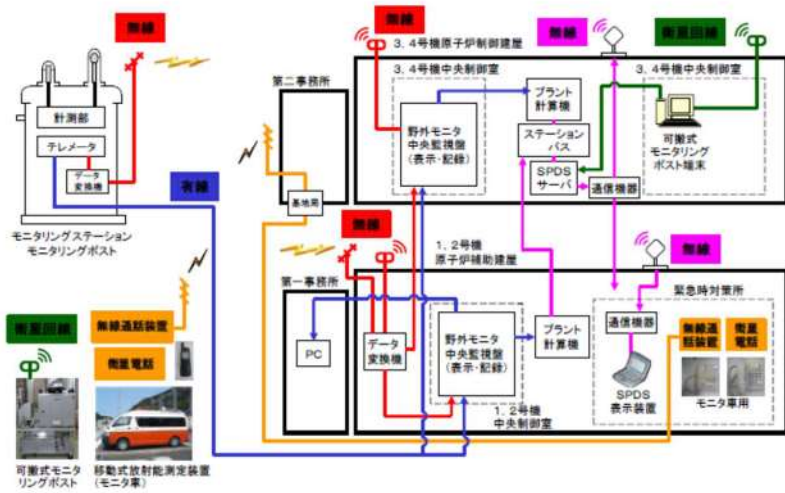 無線
計測部
テレメータ
データ
変換機
モニタリングステーション
モニタリングポスト
有線
衛星回線
無線通話装置
衛星電話
可搬式モニタ
リングポスト
移動式放射能測定装置
(モニタ車)
第二事務所
基地局
無線
3．4号機原子炉制御建屋
3．4号機中央制御室
野外モニタ
中央監視盤
(表示・記録)
プラント
計算機
ステーション
バス
SPDS
サーバ
通信機器
無線
衛星回線
3．4号機中央制御室
可搬式
モニタリング
ポスト端末
無線
1．2号機
原子炉補助建屋
第一事務所
PC
データ
変換機
野外モニタ
中央監視盤
(表示・記録)
1．2号機
中央制御室
プラント
計算機
無線
緊急時対策所
通信機器
SPDS
表示装置
無線通
話装置
衛星
電話
モニタ車用